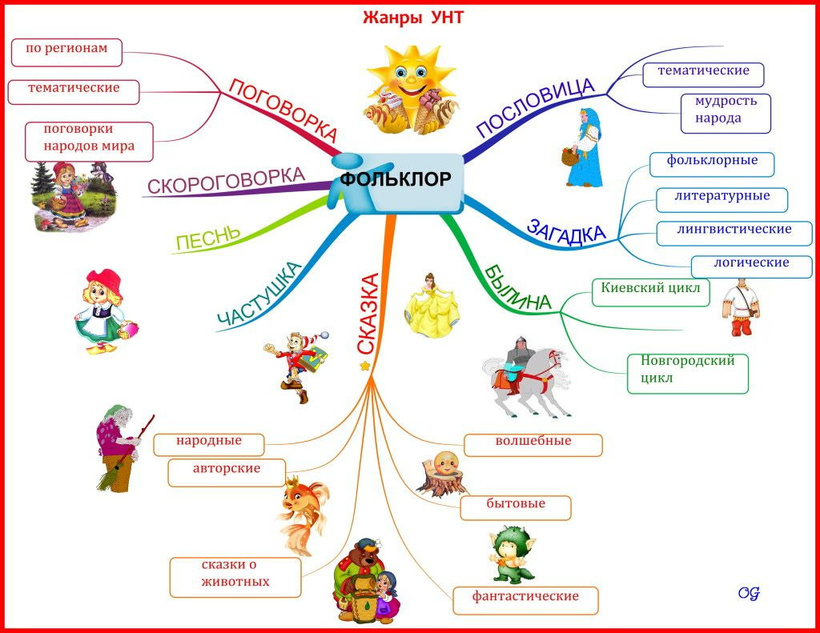 Жанры УНТ
по регионам
тематические
поговорки
народов мира
ПОГОВОРКА
СКОРОГОВОРКА
ПЕСНЬ
ЧАСТУШКА
ФОЛЬКЛОР
ПОСЛОВИЦА
тематические
мудрость
народа
ЗАГАДКА
фольклорные
литературные
лингвистические
логические
БЫЛИНА
Киевский цикл
Новгородский
цикл
СКАЗКА
народные
авторские
сказки о
животных
волшебные
бытовые
фантастические
OG